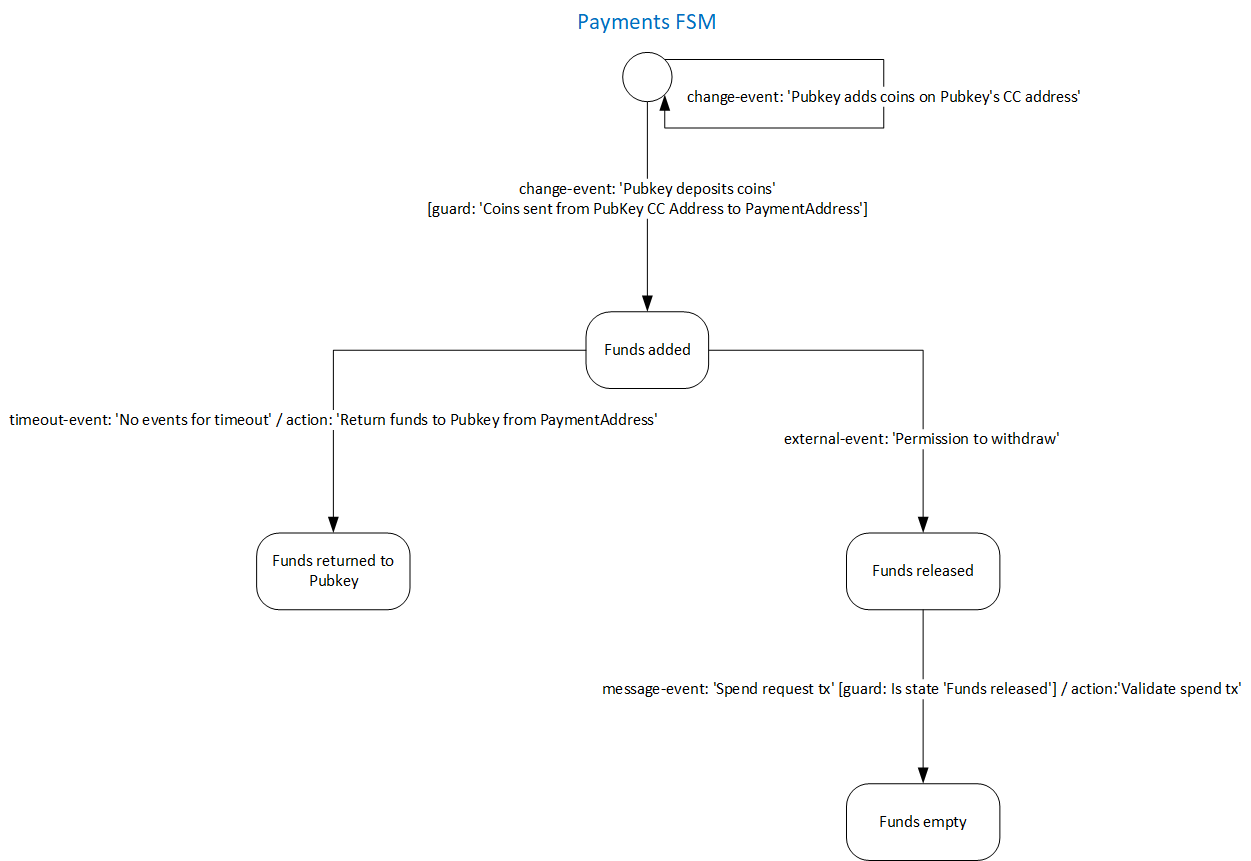 Payments FSM
change-event: 'Pubkey adds coins on Pubkey's CC address'
change-event: 'Pubkey deposits coins'
[guard: 'Coins sent from PubKey CC Address to PaymentAddress']
Funds added
timeout-event: 'No events for timeout' / action: 'Return funds to Pubkey from PaymentAddress'
external-event: 'Permission to withdraw'
Funds returned to
Pubkey
Funds released
message-event: 'Spend request tx' [guard: Is state 'Funds released'] / action:'Validate spend tx'
Funds empty